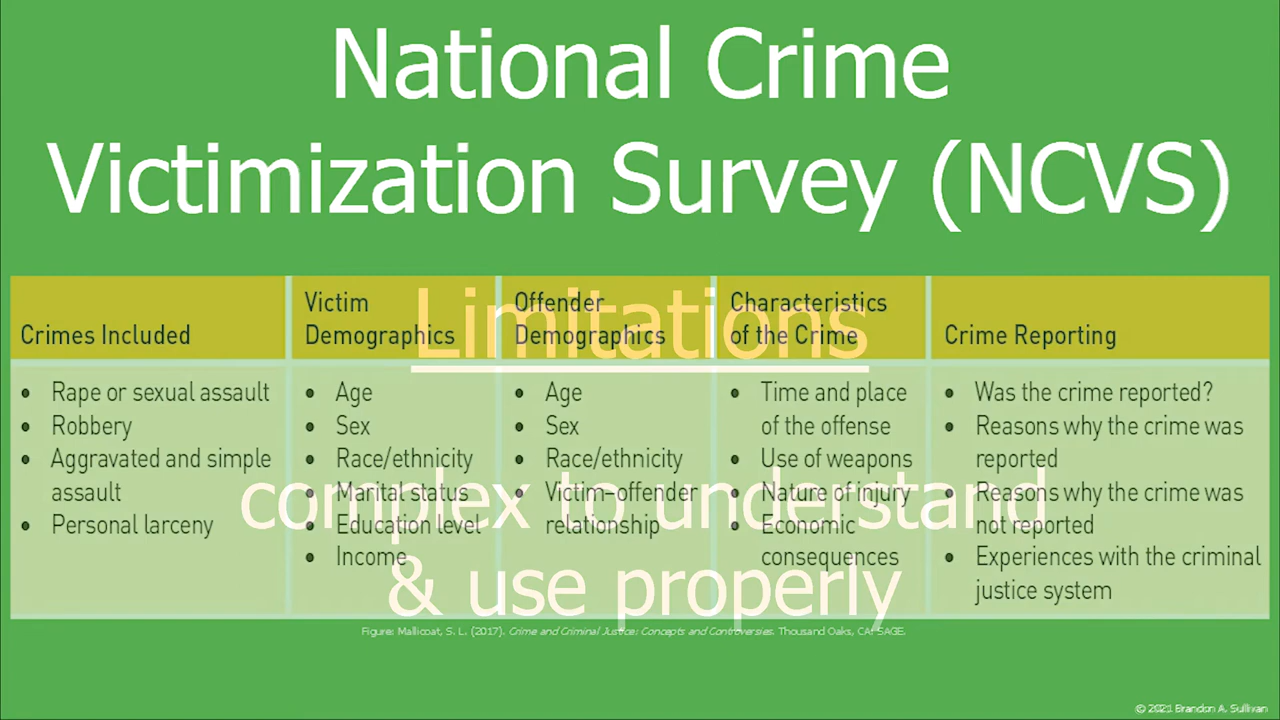 National Crime
Victimization Survey (NCVS)
Limitations
complex to understand
& use properly
Crimes Included
• Rape or sexual assault
• Robbery
• Aggravated and simple
assault
• Personal larceny
Victim
Demographics
• Age
• Sex
• Race/ethnicity
• Marital status
• Education level
• Income
Offender
Demographics
• Age
• Sex
• Race/ethnicity
• Victim–offender
relationship
Characteristics
of the Crime
• Time and place
of the offense
• Use of weapons
• Nature of injury
• Economic
consequences
Crime Reporting
• Was the crime reported?
• Reasons why the crime was
reported
• Reasons why the crime was
not reported
• Experiences with the criminal
justice system
Figure: Mallicoat, S. L. (2017). Crime and Criminal Justice: Concepts and Controversies. Thousand Oaks, CA: SAGE.
© 2021 Brandon A. Sullivan